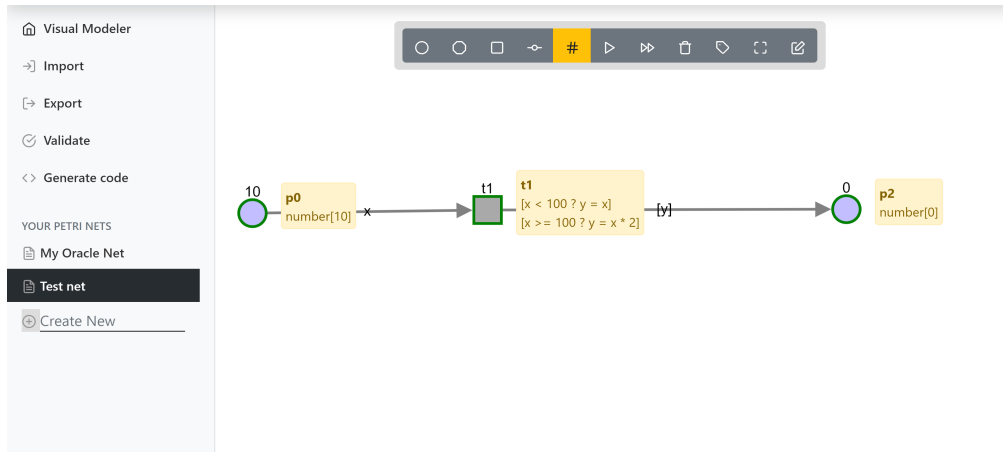 Visual Modeler
Import
Export
Validate
Generate code
YOUR PETRI NETS
My Oracle Net
Test net
Create New
#
10
p0
number[10]
x
t1
t1
[x < 100 ? y = x]
[x >= 100 ? y = x * 2]
[y]
0
p2
number[0]